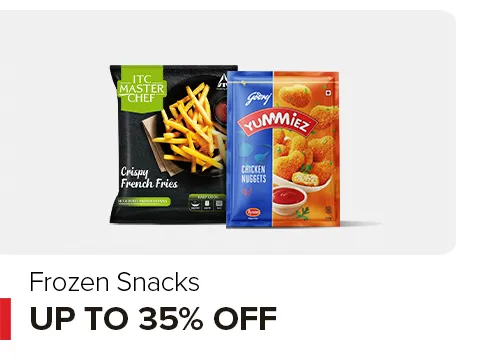 ITC
MASTER
CHEF
Crispy
French Fries
Godrej
YUMMIEZ
CHICKEN
NUGGETS
Frozen Snacks
UP TO 35% OFF